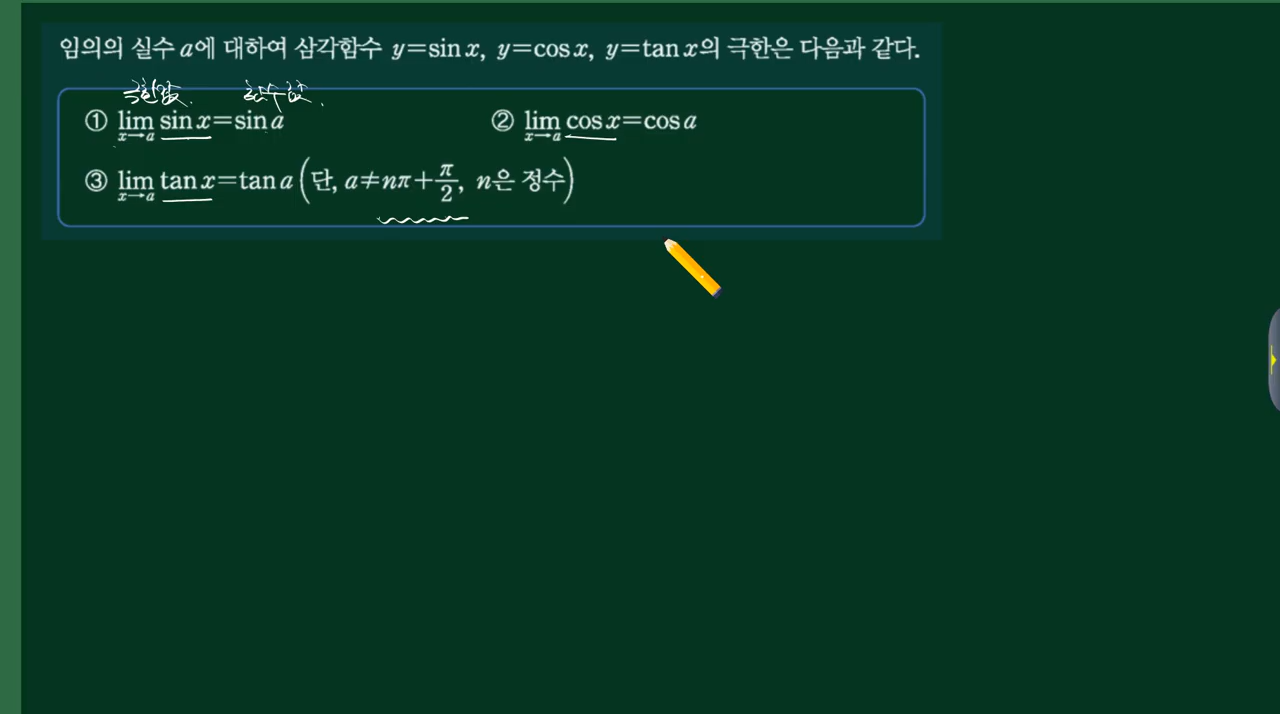 임의의 실수 a에 대하여 삼각함수 y=sin x, y=cos x, y=tan x의 극한은 다음과 같다.
극한값. 함수값.
① lim_{x→a} sin x=sin a ② lim_{x→a} cos x=cos a
③ lim_{x→a} tan x=tan a (단, a≠nπ+π/2, n은 정수)